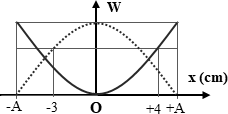 W
x (cm)
-A -3 O +4 +A